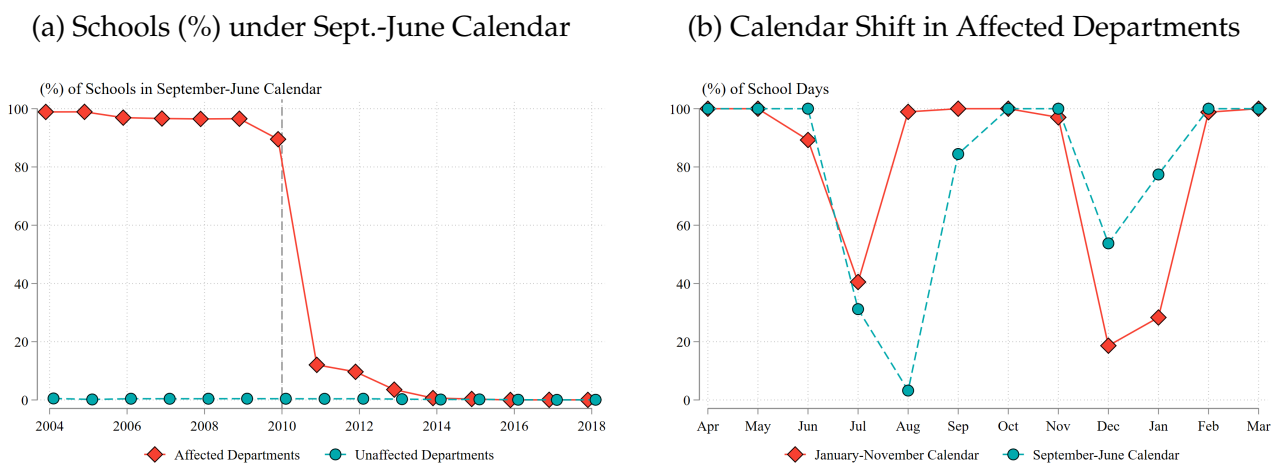 (a) Schools (%) under Sept.-June Calendar
(%) of Schools in September-June Calendar
100
80
60
40
20
0
2004 2006 2008 2010 2012 2014 2016 2018
Affected Departments Unaffected Departments
(b) Calendar Shift in Affected Departments
(%) of School Days
100
80
60
40
20
0
Apr May Jun Jul Aug Sep Oct Nov Dec Jan Feb Mar
January-November Calendar September-June Calendar